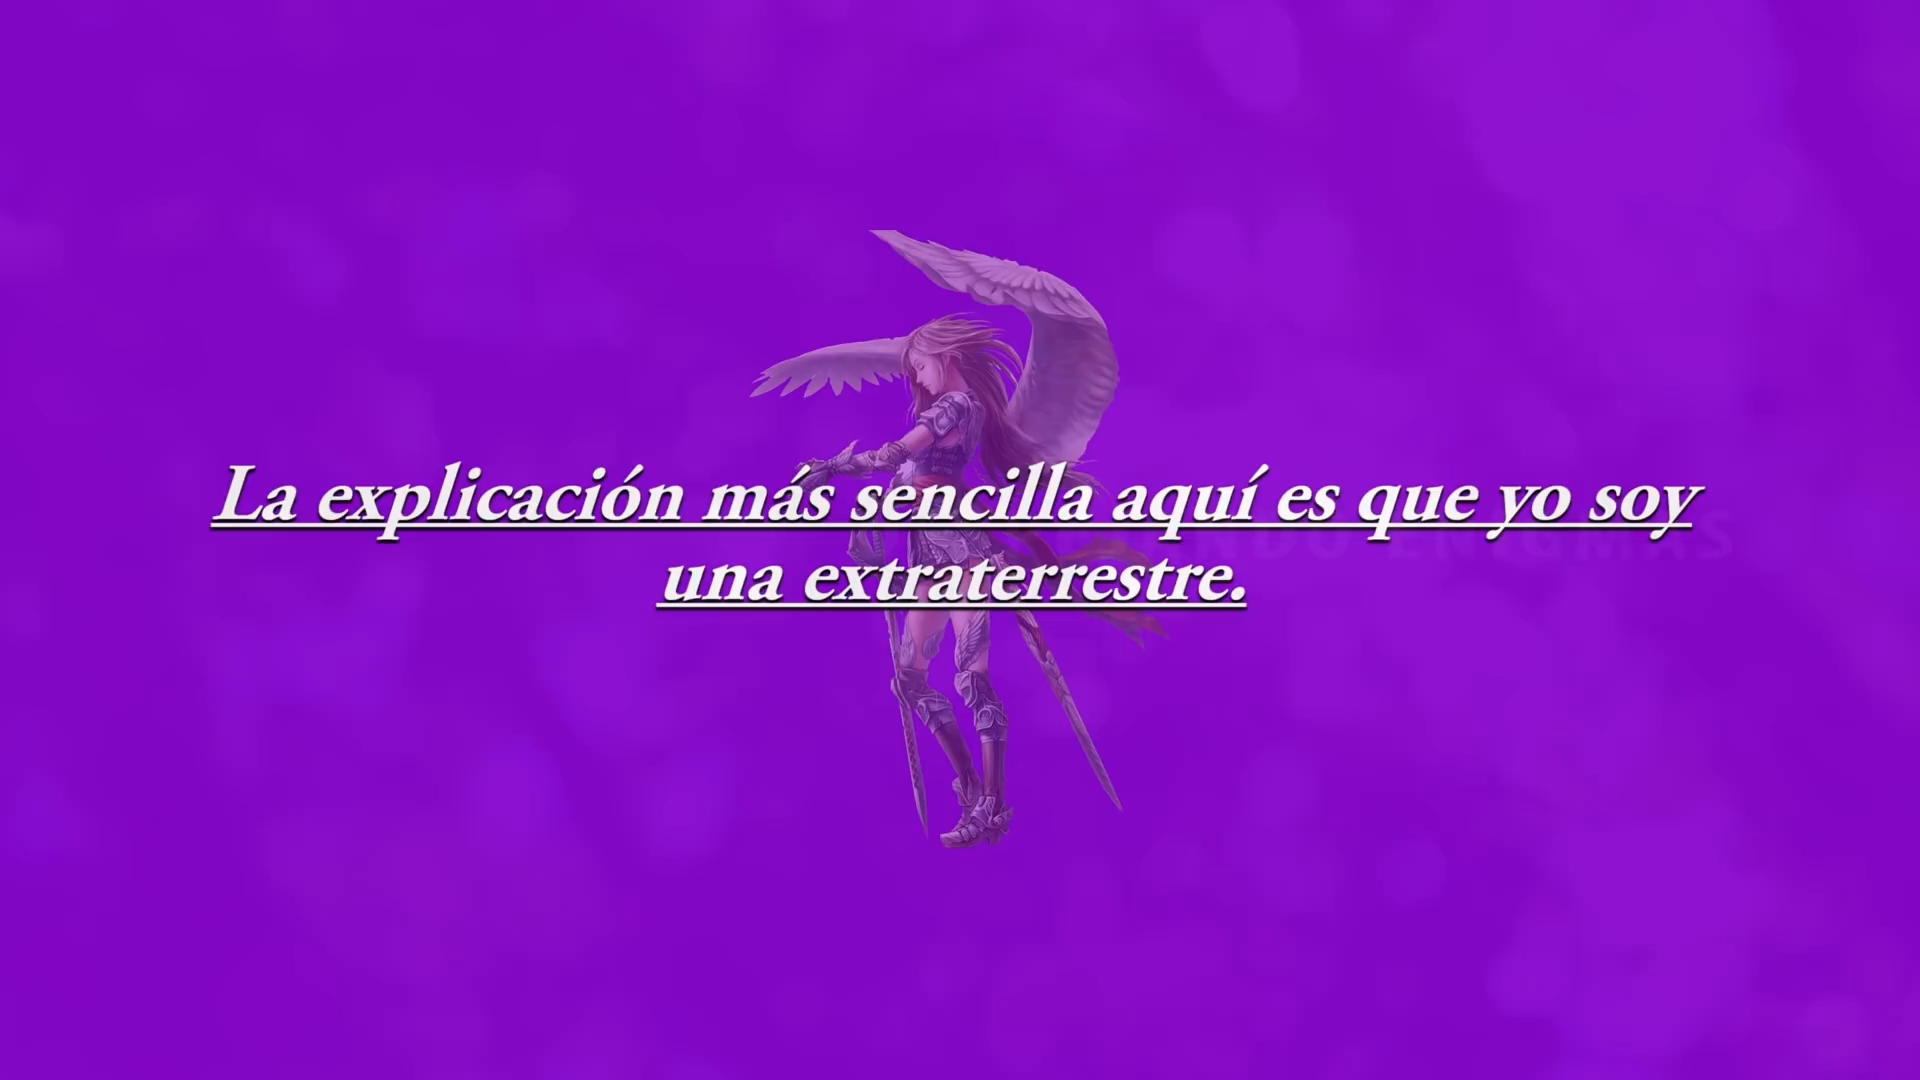 La explicación más sencilla aquí es que yo soy
una extraterrestre.